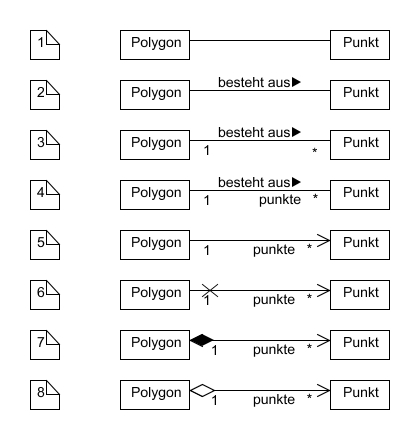 1 Polygon Punkt
2 Polygon besteht aus Punkt
3 Polygon besteht aus Punkt
1 *
4 Polygon besteht aus Punkt
1 punkte *
5 Polygon Punkt
1 punkte *
6 Polygon Punkt
1 punkte *
7 Polygon Punkt
1 punkte *
8 Polygon Punkt
1 punkte *